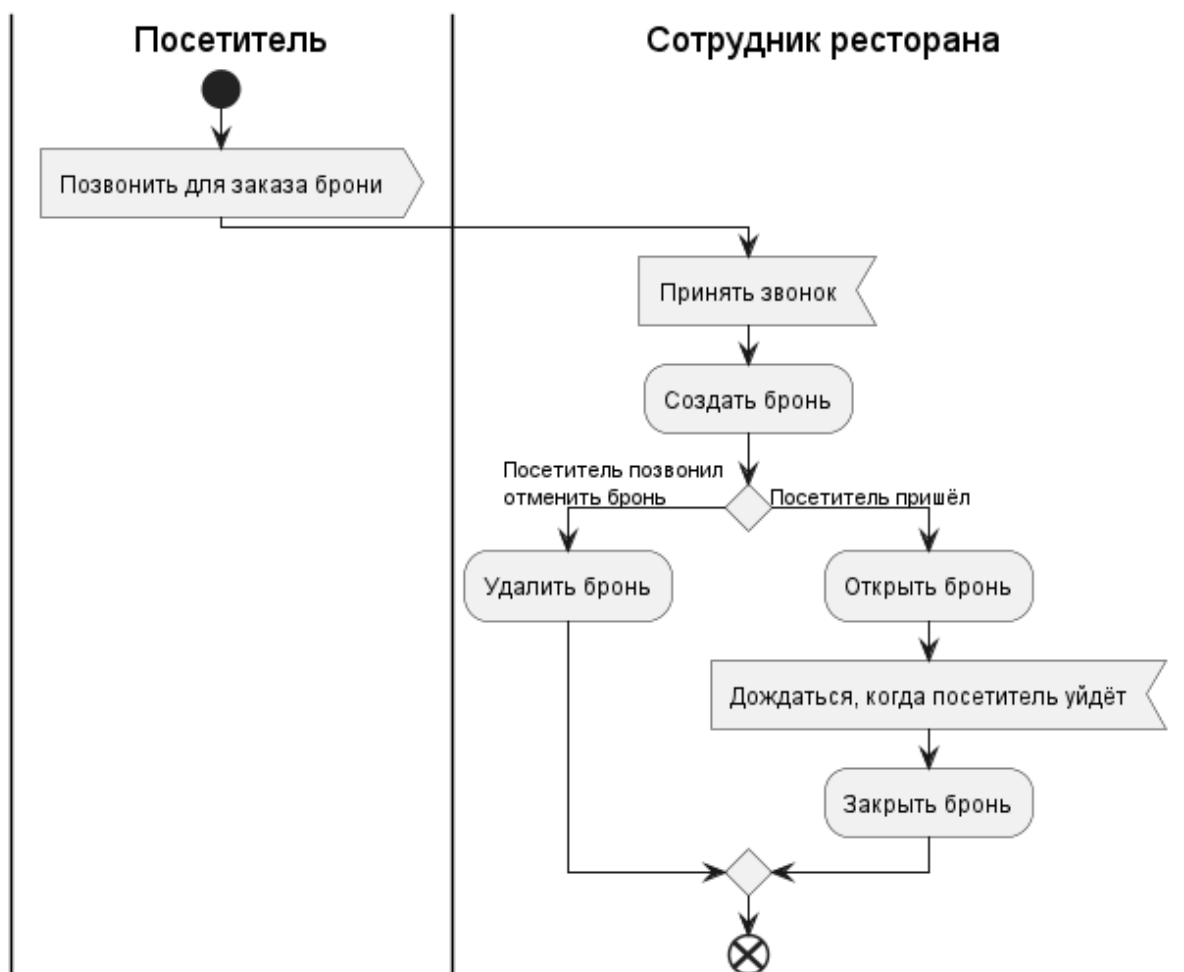 Посетитель
Сотрудник ресторана
Позвонить для заказа брони
Принять звонок
Создать бронь
Посетитель позвонил
отменить бронь
Посетитель пришёл
Удалить бронь
Открыть бронь
Дождаться, когда посетитель уйдёт
Закрыть бронь